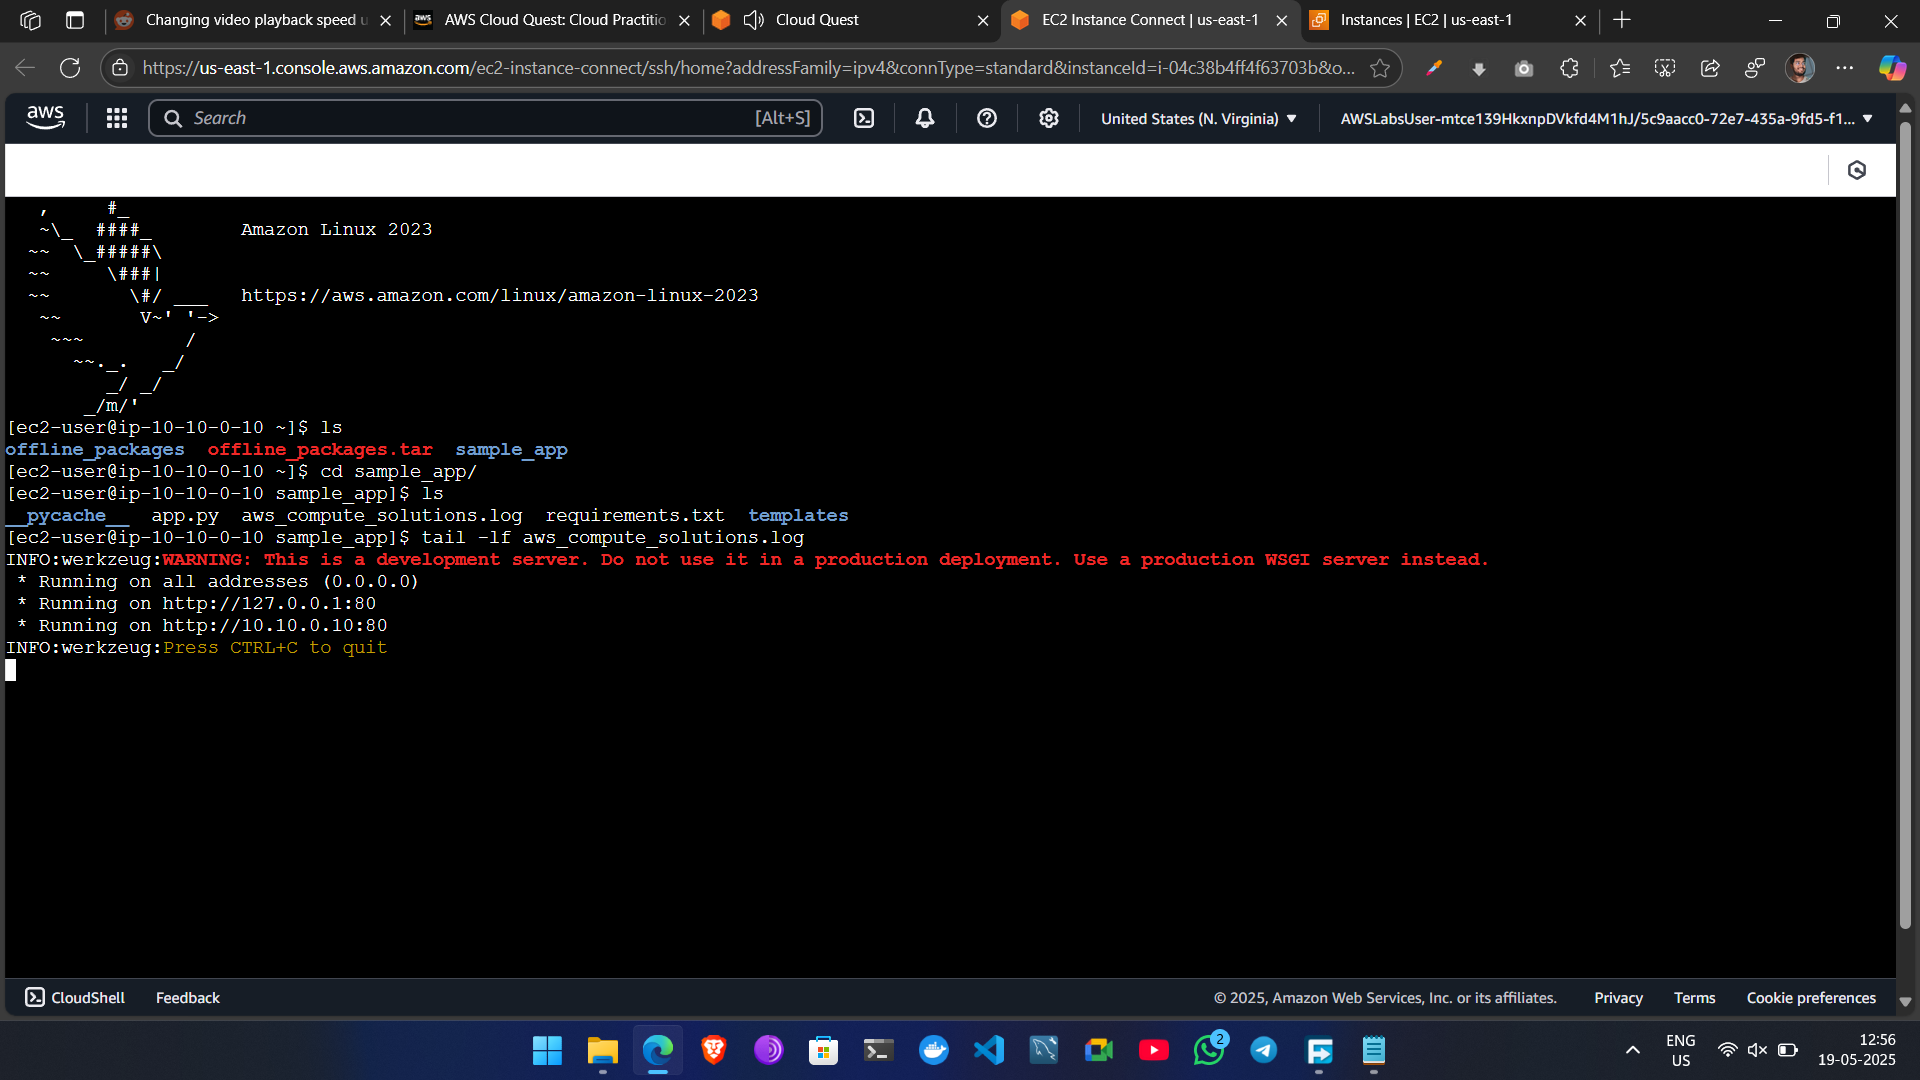 Changing video playback speed u
AWS Cloud Quest: Cloud Practitio
Cloud Quest
EC2 Instance Connect | us-east-1
Instances | EC2 | us-east-1
https://us-east-1.console.aws.amazon.com/ec2-instance-connect/ssh/home?addressFamily=ipv4&connType=standard&instanceId=i-04c38b4ff4f63703b&o...
aws
Search
[Alt+S]
United States (N. Virginia)
AWSLabsUser-mtce139HkxnpDVkfd4M1hJ/5c9aacc0-72e7-435a-9fd5-f1...
   ,     #_
   ~\_  ####_        Amazon Linux 2023
  ~~  \_#####\
  ~~     \###|
  ~~       \#/ ___   https://aws.amazon.com/linux/amazon-linux-2023
   ~~       V~' '->
    ~~~         /
      ~~._.   _/
         _/ _/
       _/m/'
[ec2-user@ip-10-10-0-10 ~]$ ls
offline_packages  offline_packages.tar  sample_app
[ec2-user@ip-10-10-0-10 ~]$ cd sample_app/
[ec2-user@ip-10-10-0-10 sample_app]$ ls
__pycache__  app.py  aws_compute_solutions.log  requirements.txt  templates
[ec2-user@ip-10-10-0-10 sample_app]$ tail -lf aws_compute_solutions.log
INFO:werkzeug:WARNING: This is a development server. Do not use it in a production deployment. Use a production WSGI server instead.
 * Running on all addresses (0.0.0.0)
 * Running on http://127.0.0.1:80
 * Running on http://10.10.0.10:80
INFO:werkzeug:Press CTRL+C to quit
CloudShell
Feedback
© 2025, Amazon Web Services, Inc. or its affiliates.
Privacy
Terms
Cookie preferences
2
ENG
US
12:56
19-05-2025